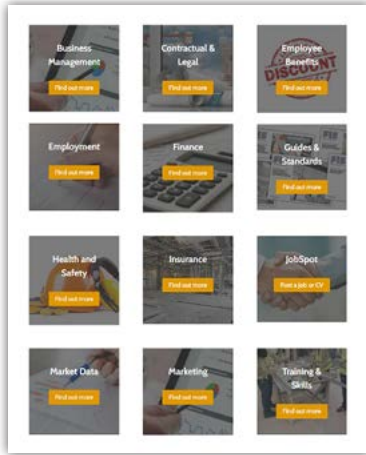 Business
Management
Find out more
Contractual &
Legal
Find out more
Employee
Benefits
DISCOUNT
Find out more
Employment
Find out more
Finance
Find out more
Guides &
Standards
Find out more
Health and
Safety
Find out more
Insurance
Find out more
JobSpot
Post a Job or CV
Market Data
Find out more
Marketing
Find out more
Training &
Skills
Find out more